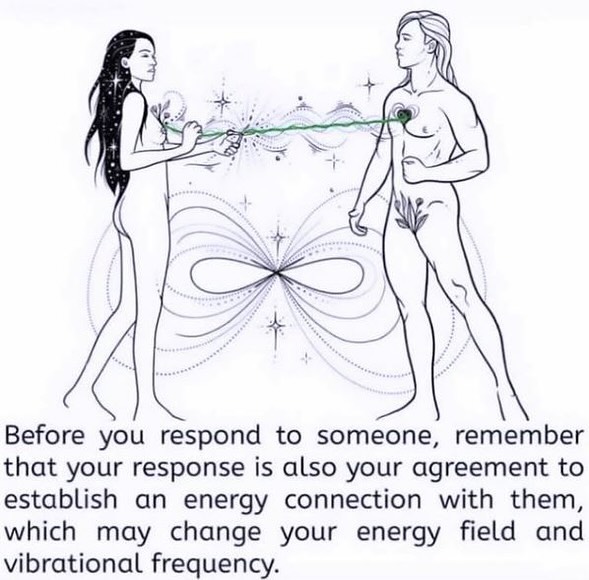 Before you respond to someone, remember
that your response is also your agreement to
establish an energy connection with them,
which may change your energy field and
vibrational frequency.